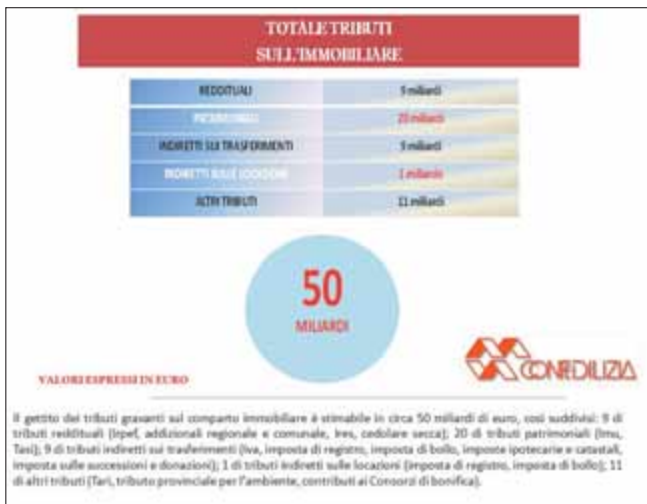 TOTALE TRIBUTI
SULL'IMMOBILIARE
REDDITUALI 9 miliardi
PATRIMONIALI 20 miliardi
INDIRETTI SUI TRASFERIMENTI 9 miliardi
INDIRETTI SULLE LOCAZIONI 1 miliardo
ALTRI TRIBUTI 11 miliardi
50
MILIARDI
CONFEDILIZIA
VALORI ESPRESSI IN EURO
Il gettito dei tributi gravanti sul comparto immobiliare è stimabile in circa 50 miliardi di euro, così suddivisi: 9 di
tributi reddituali (Irpef, addizionali regionale e comunale, Ires, cedolare secca); 20 di tributi patrimoniali (Imu,
Tasi); 9 di tributi indiretti sui trasferimenti (Iva, imposta di registro, imposta di bollo, imposte ipotecarie e catastali,
imposta sulle successioni e donazioni); 1 di tributi indiretti sulle locazioni (imposta di registro, imposta di bollo); 11
di altri tributi (Tari, tributo provinciale per l'ambiente, contributi ai Consorzi di bonifica).